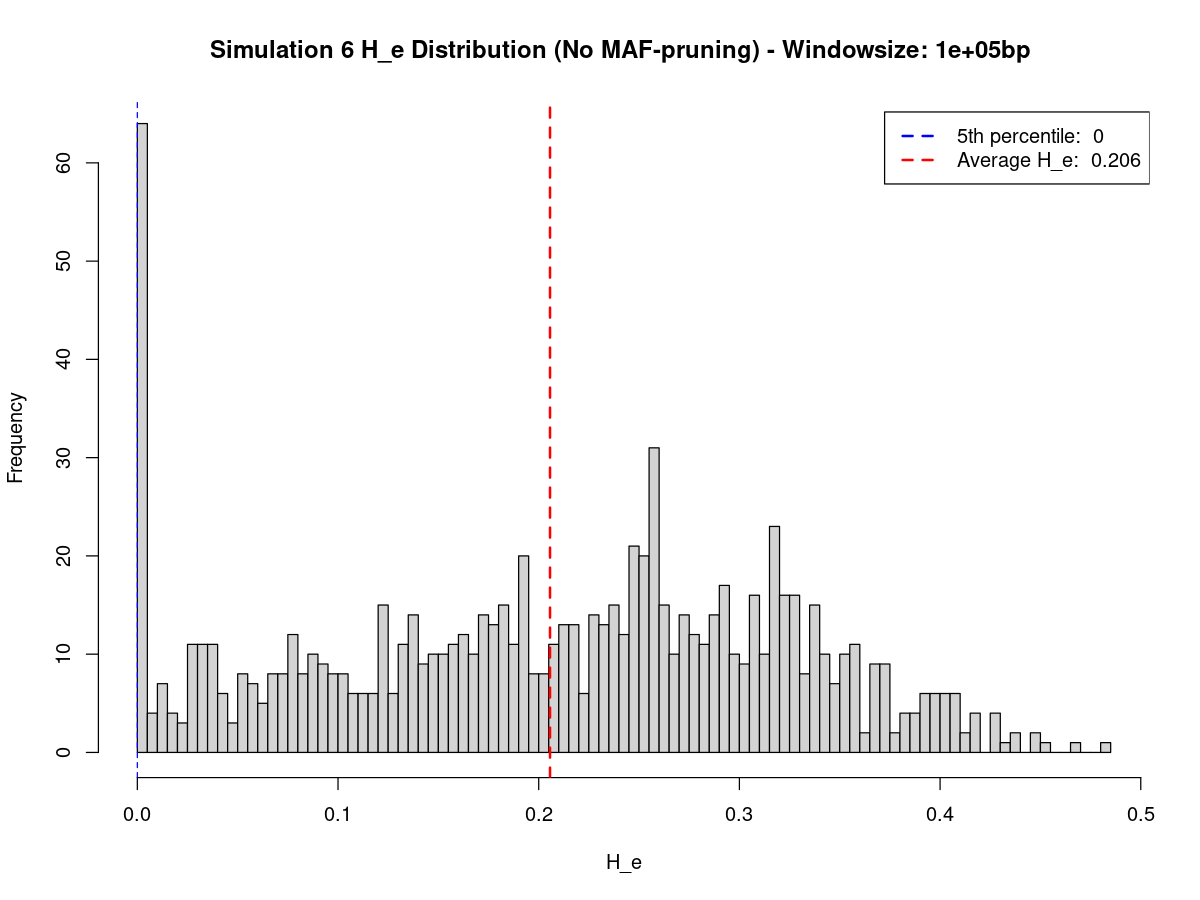 Simulation 6 H_e Distribution (No MAF-pruning) - Windowsize: 1e+05bp
5th percentile: 0
Average H_e: 0.206
Frequency
60
50
40
30
20
10
0
0.0 0.1 0.2 0.3 0.4 0.5
H_e